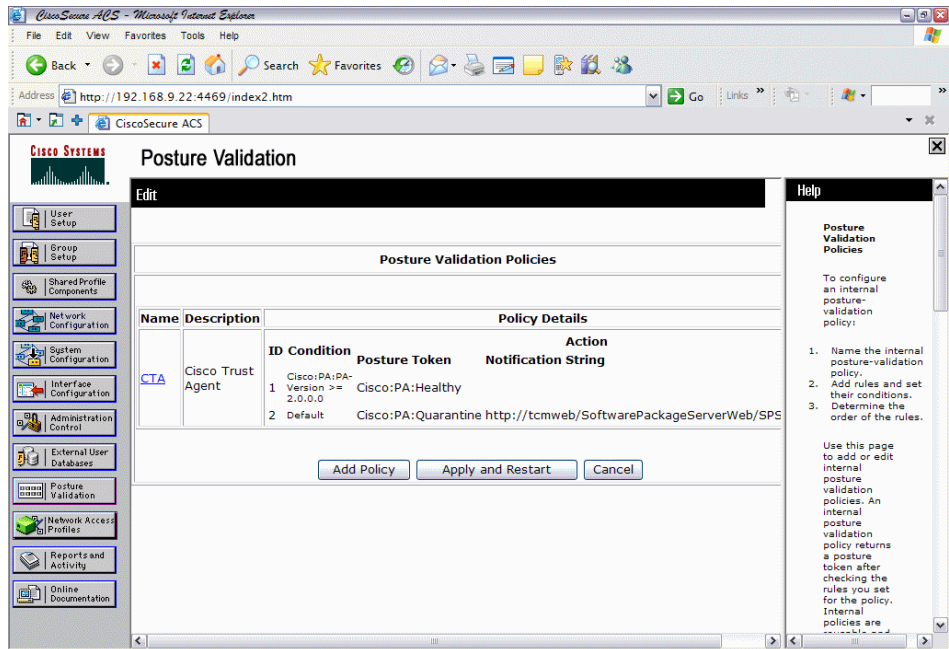 CiscoSecure ACS - Microsoft Internet Explorer
File Edit View Favorites Tools Help
Back Search Favorites
Address http://192.168.9.22:4469/index2.htm Go Links »
CiscoSecure ACS
CISCO SYSTEMS
Posture Validation
User
Setup
Group
Setup
Shared Profile
Components
Network
Configuration
System
Configuration
Interface
Configuration
Administration
Control
External User
Databases
Posture
Validation
Network Access
Profiles
Reports and
Activity
Online
Documentation
Edit
Posture Validation Policies
Name Description Policy Details
ID Condition Action
Posture Token Notification String
CTA
Cisco Trust
Agent
1 Cisco:PA:PA-
Version >=
2.0.0.0
Cisco:PA:Healthy
2 Default Cisco:PA:Quarantine http://tcmweb/SoftwarePackageServerWeb/SPS
Add Policy Apply and Restart Cancel
Help
Posture
Validation
Policies
To configure
an internal
posture-
validation
policy:
1. Name the internal
posture-validation
policy.
2. Add rules and set
their conditions.
3. Determine the
order of the rules.
Use this page
to add or edit
internal
posture
validation
policies. An
internal
posture
validation
policy returns
a posture
token after
checking the
rules you set
for the policy.
Internal
policies are